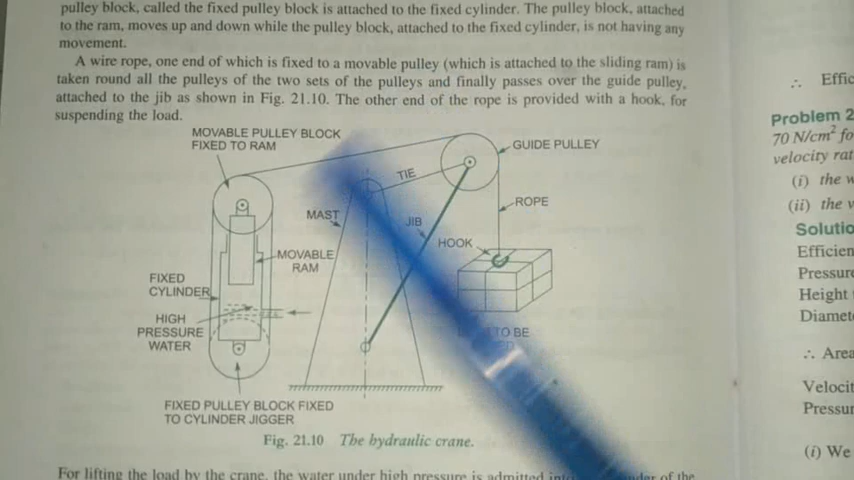 pulley block, called the fixed pulley block is attached to the fixed cylinder. The pulley block, attached
to the ram, moves up and down while the pulley block, attached to the fixed cylinder, is not having any
movement.
A wire rope, one end of which is fixed to a movable pulley (which is attached to the sliding ram) is
taken round all the pulleys of the two sets of the pulleys and finally passes over the guide pulley,
attached to the jib as shown in Fig. 21.10. The other end of the rope is provided with a hook, for
suspending the load.
MOVABLE PULLEY BLOCK
FIXED TO RAM
GUIDE PULLEY
TIE
MAST
JIB
ROPE
HOOK
MOVABLE
RAM
FIXED
CYLINDER
HIGH
PRESSURE
WATER
TO BE
FIXED PULLEY BLOCK FIXED
TO CYLINDER JIGGER
Fig. 21.10 The hydraulic crane.
For lifting the load by the crane, the water under high pressure is admitted of the
∴ Effic
Problem 2
70 N/cm² fo
velocity rat
(i) the w
(ii) the v
Solutio
Efficien
Pressure
Height
Diamete
∴ Area
Velocit
Pressur
(i) We